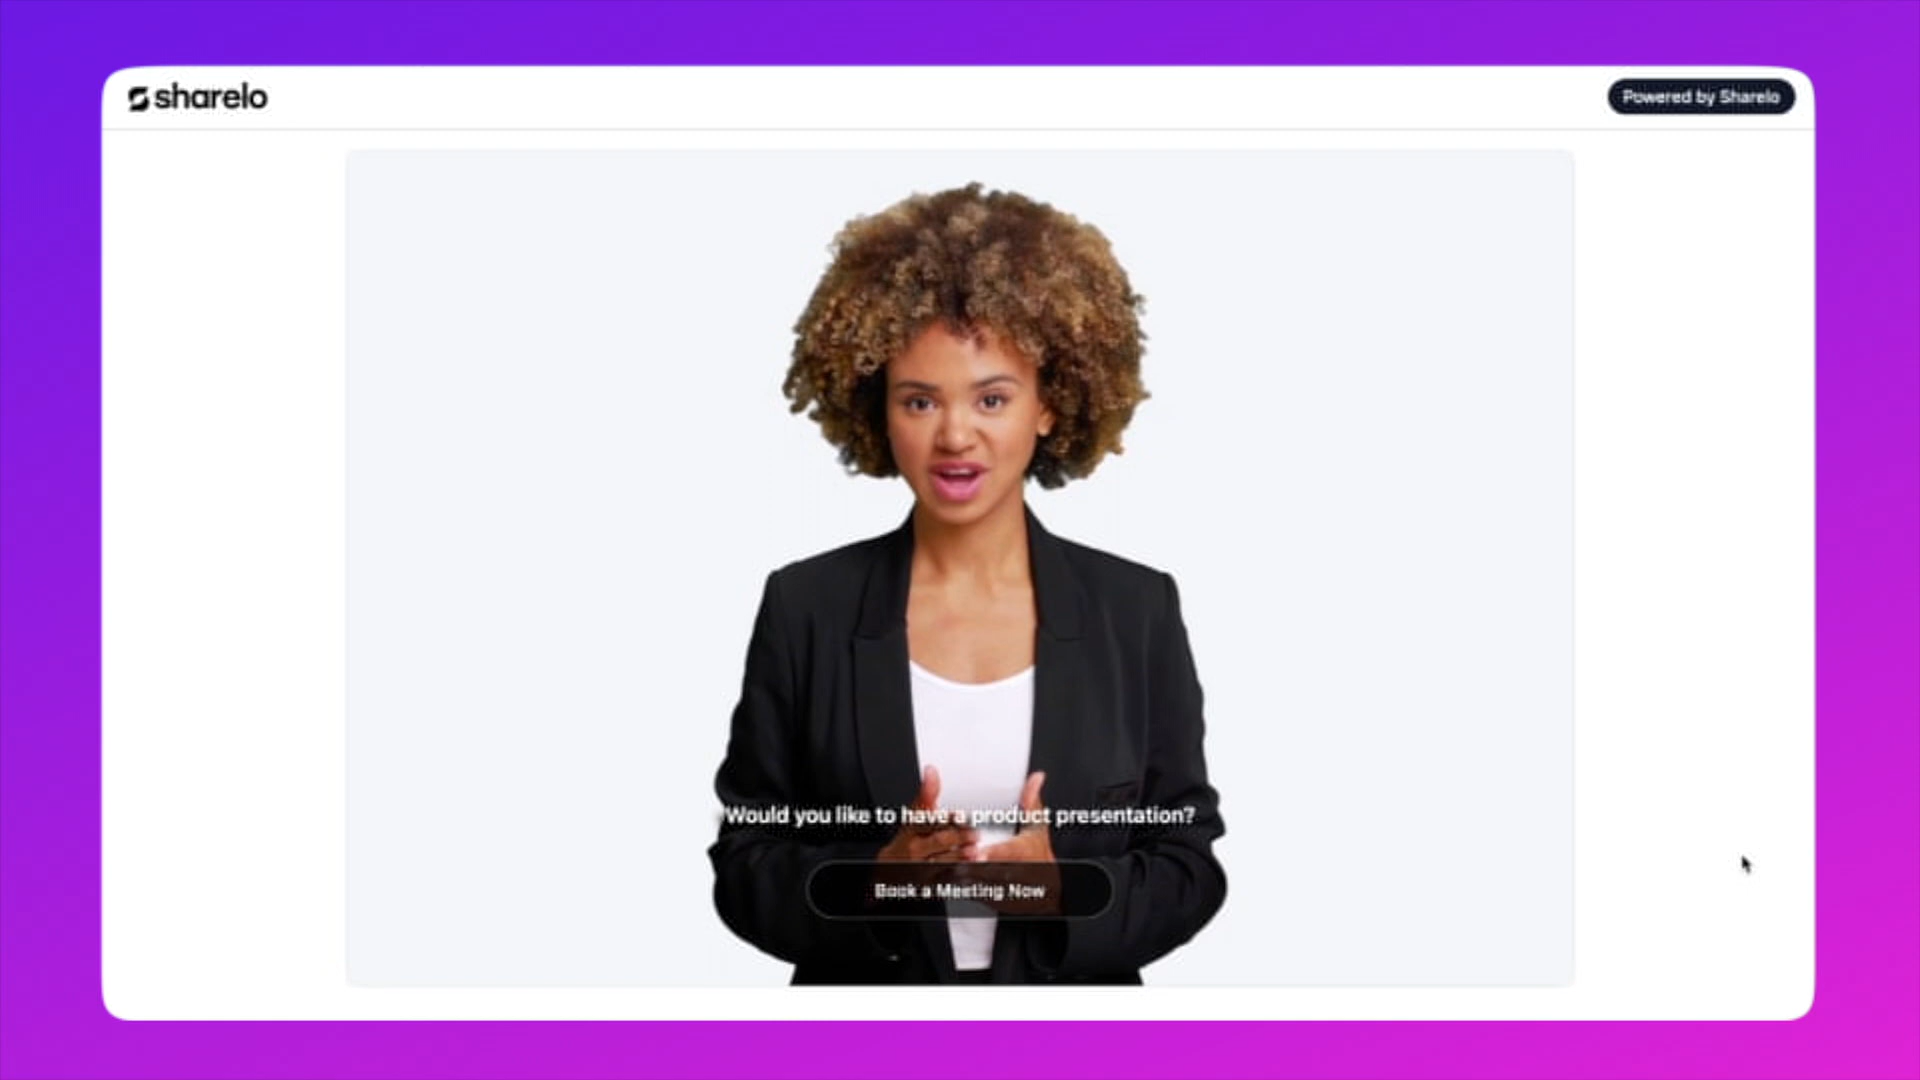 sharelo
Powered by Sharelo
Would you like to have a product presentation?
Book a Meeting Now